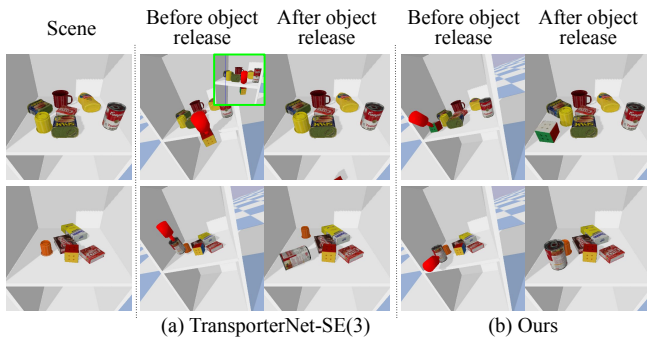 Scene
Before object
release
After object
release
Before object
release
After object
release
(a) TransporterNet-SE(3)
(b) Ours